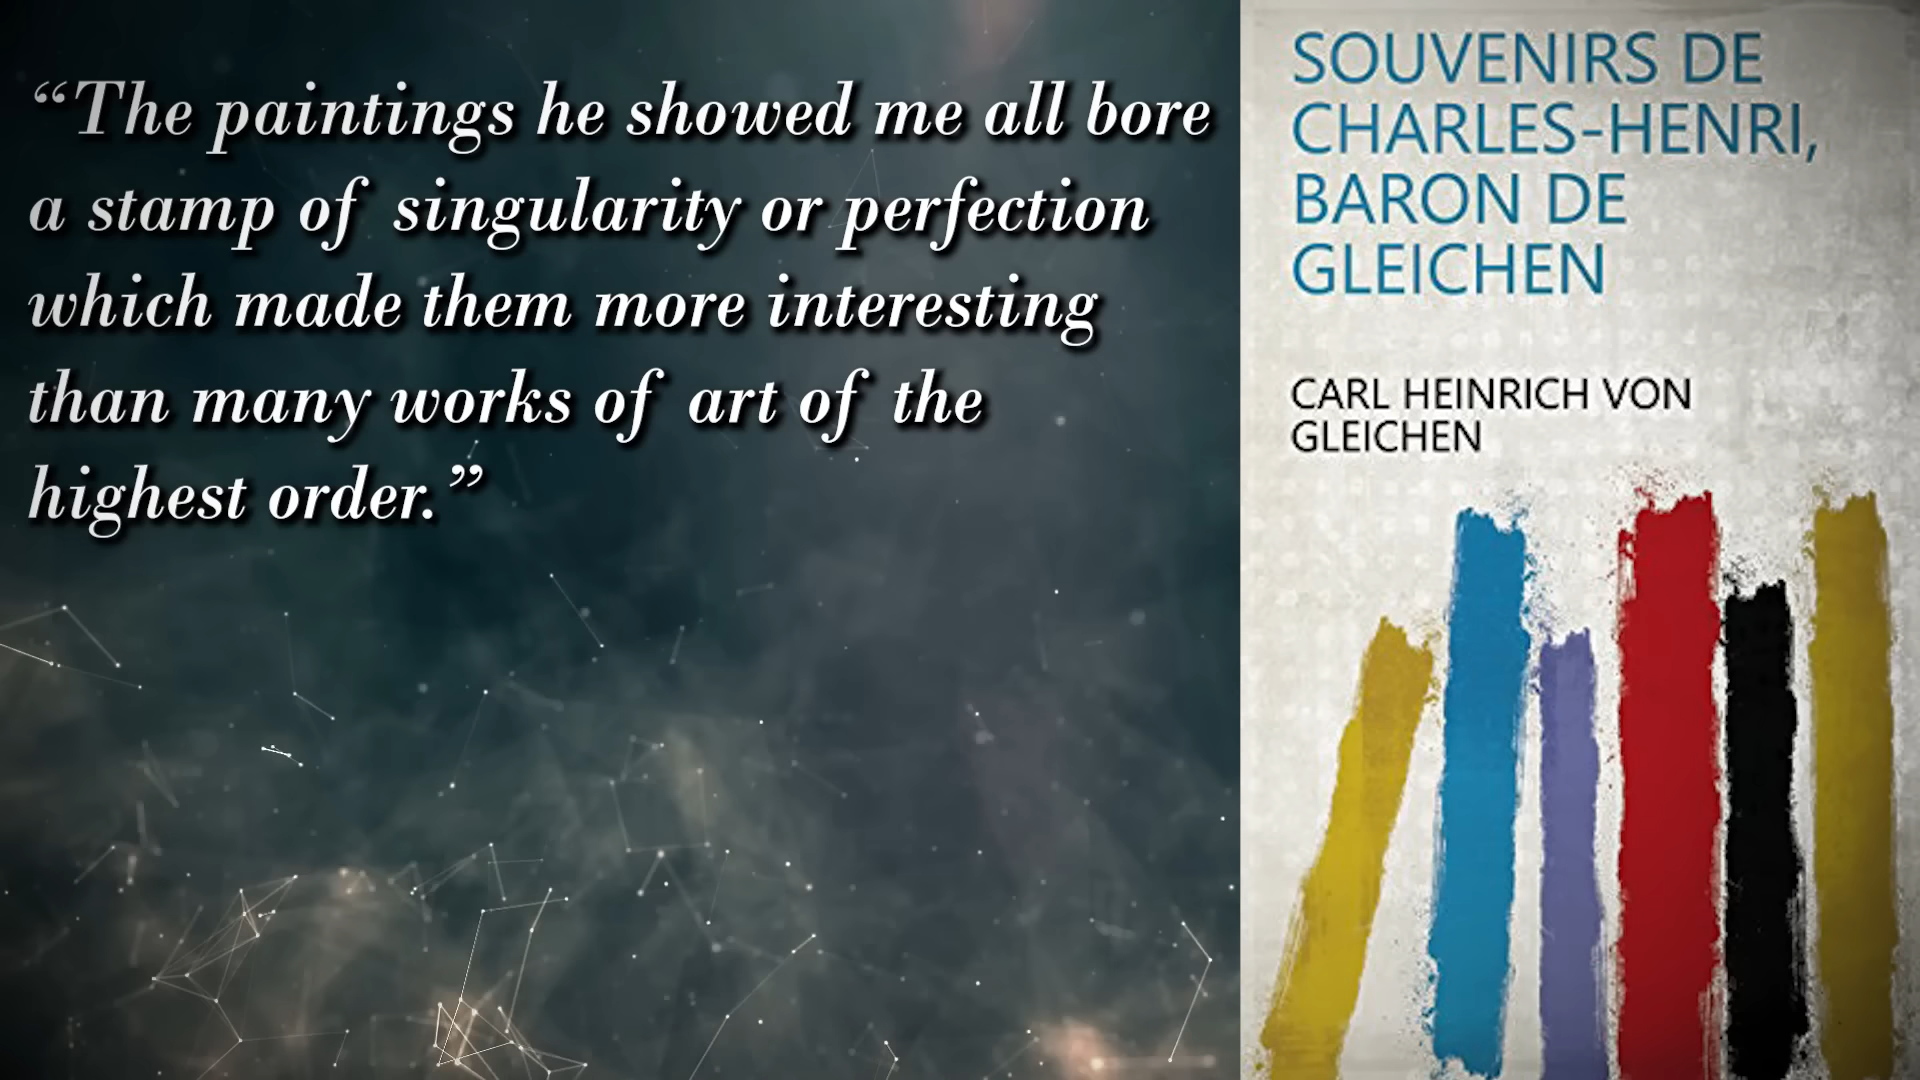 “The paintings he showed me all bore
a stamp of singularity or perfection
which made them more interesting
than many works of art of the
highest order.”
SOUVENIRS DE
CHARLES-HENRI,
BARON DE
GLEICHEN
CARL HEINRICH VON
GLEICHEN